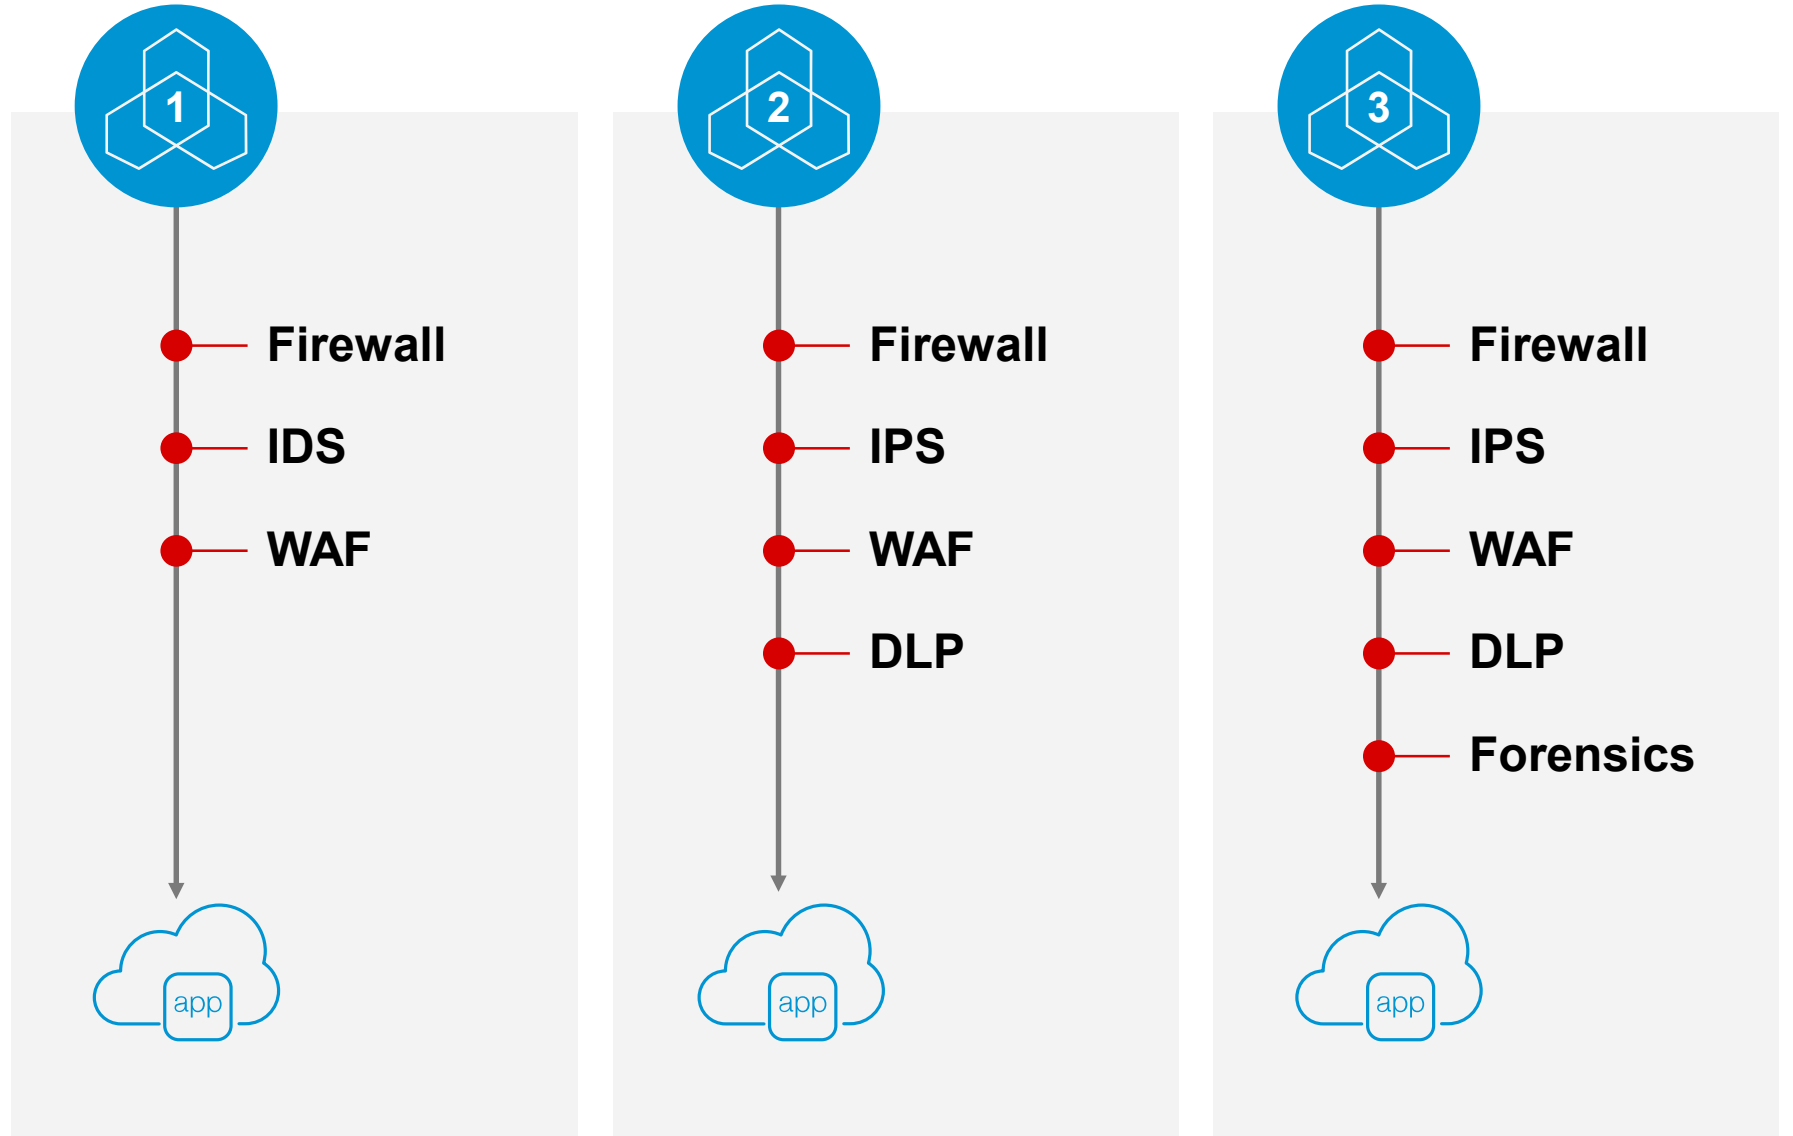 1
Firewall
IDS
WAF
app
2
Firewall
IPS
WAF
DLP
app
3
Firewall
IPS
WAF
DLP
Forensics
app